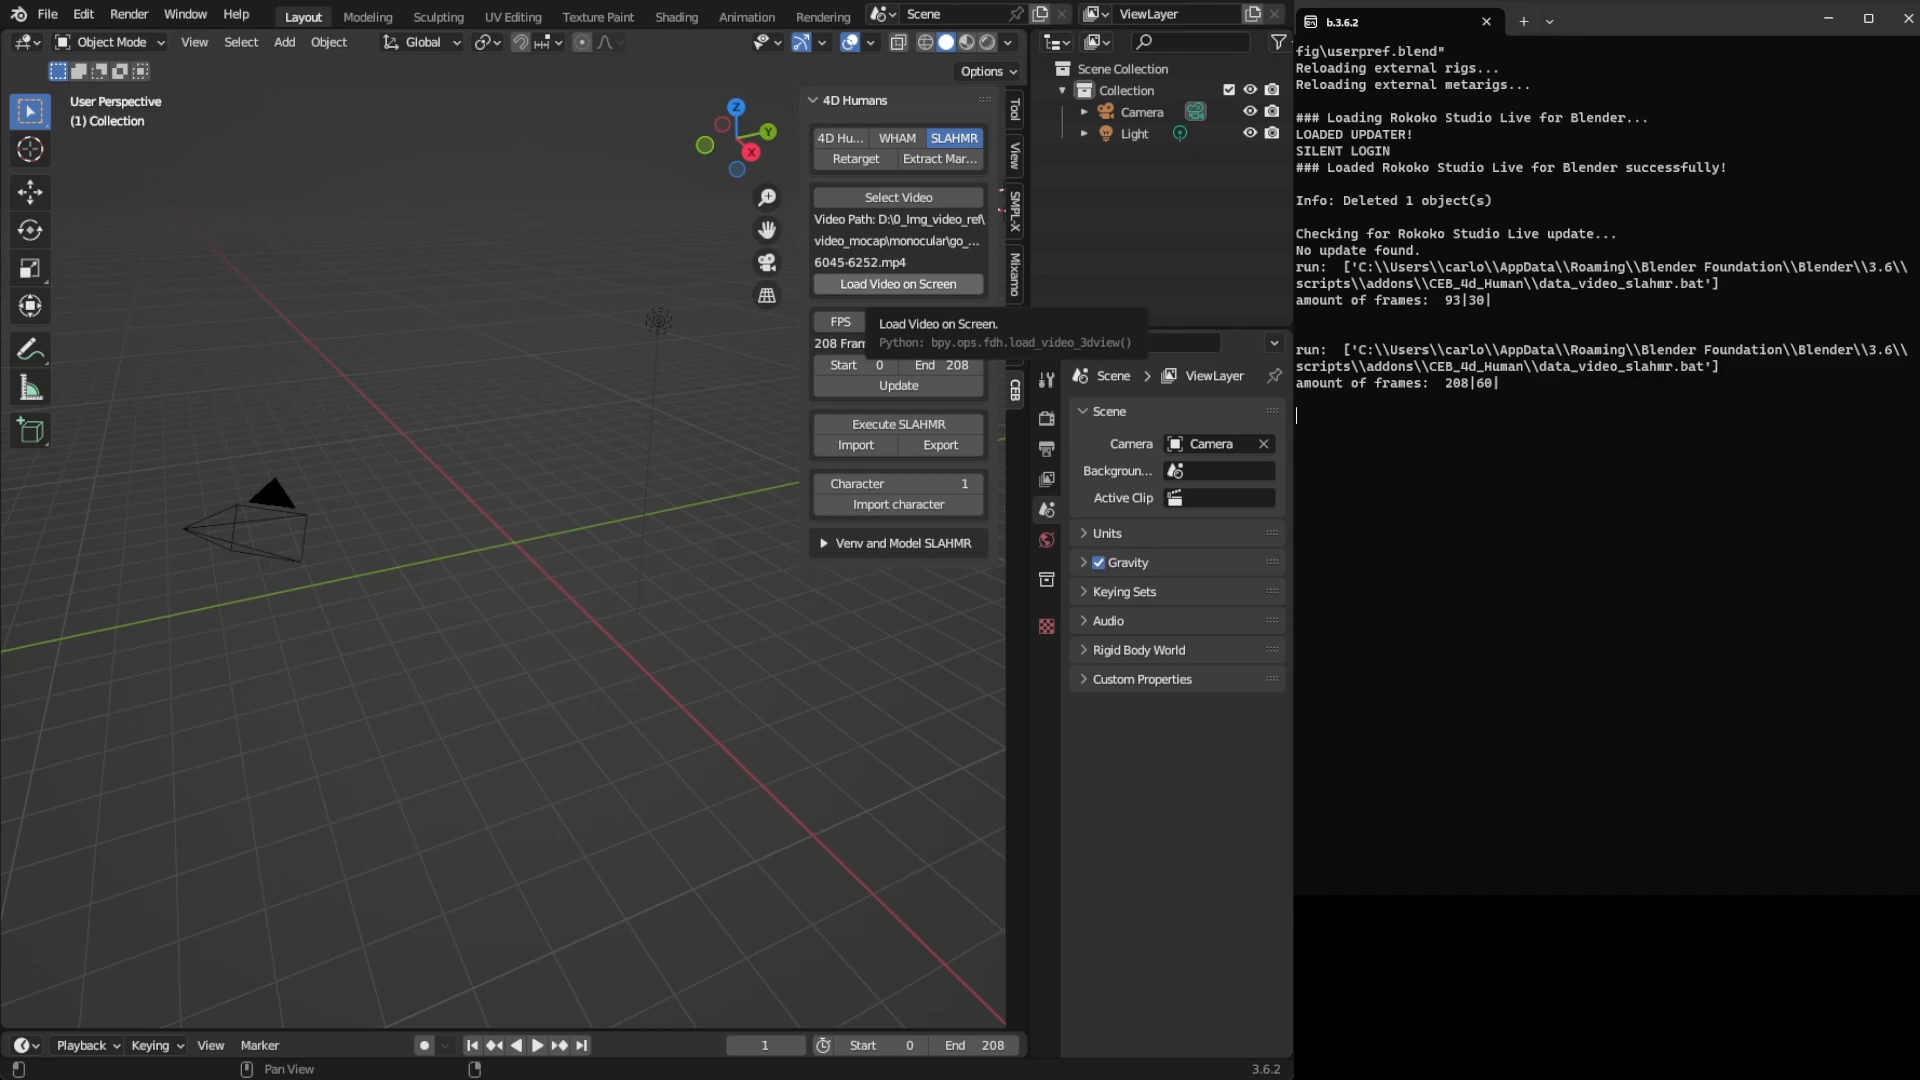 File Edit Render Window Help Layout Modeling Sculpting UV Editing Texture Paint Shading Animation Rendering Scene ViewLayer
Object Mode View Select Add Object Global
Options
User Perspective
(1) Collection
Z
Y
X
4D Humans
4D Hu... WHAM SLAHMR
Retarget Extract Mar...
Select Video
Video Path: D:\0_Img_video_ref\
video_mocap\monocular\go_...
6045-6252.mp4
Load Video on Screen
FPS
208 Fram
Start 0 End 208
Update
Execute SLAHMR
Import Export
Character 1
Import character
Venv and Model SLAHMR
Load Video on Screen.
Python: bpy.ops.fdh.load_video_3dview()
Tool
View
SMPL-X
Mixamo
CEB
Scene Collection
Collection
Camera
Light
Scene ViewLayer
Scene
Camera Camera
Backgroun...
Active Clip
Units
Gravity
Keying Sets
Audio
Rigid Body World
Custom Properties
Playback Keying View Marker 1 Start 0 End 208
Pan View 3.6.2
b.3.6.2
fig\userpref.blend"
Reloading external rigs...
Reloading external metarigs...
### Loading Rokoko Studio Live for Blender...
LOADED UPDATER!
SILENT LOGIN
### Loaded Rokoko Studio Live for Blender successfully!
Info: Deleted 1 object(s)
Checking for Rokoko Studio Live update...
No update found.
run:  ['C:\\Users\\carlo\\AppData\\Roaming\\Blender Foundation\\Blender\\3.6\\
scripts\\addons\\CEB_4d_Human\\data_video_slahmr.bat']
amount of frames:  93|30|
run:  ['C:\\Users\\carlo\\AppData\\Roaming\\Blender Foundation\\Blender\\3.6\\
scripts\\addons\\CEB_4d_Human\\data_video_slahmr.bat']
amount of frames:  208|60|